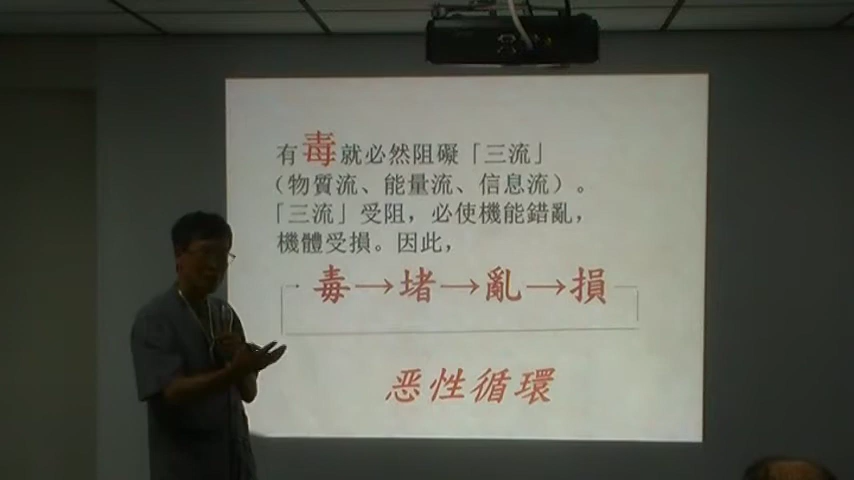 有毒就必然阻礙「三流」
（物質流、能量流、信息流）。
「三流」受阻，必使機能錯亂，
機體受損。因此，
毒→堵→亂→損
恶性循環